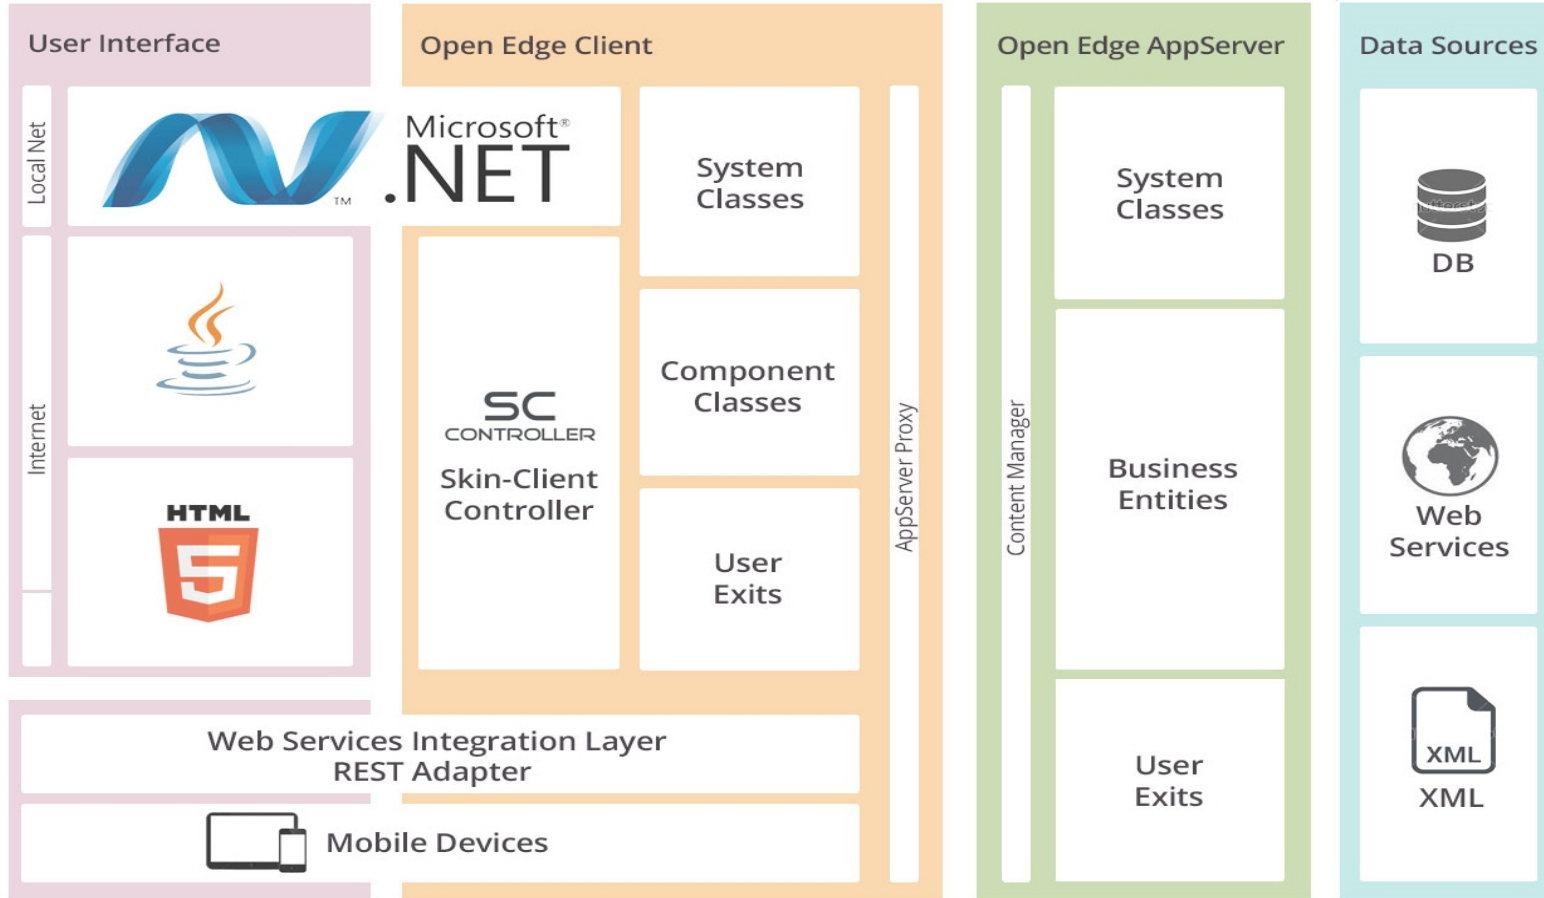 User Interface
Local Net
Internet
Microsoft®
.NET
TM
HTML
5
Open Edge Client
SC
CONTROLLER
Skin-Client
Controller
System
Classes
Component
Classes
User
Exits
AppServer Proxy
Web Services Integration Layer
REST Adapter
Mobile Devices
Open Edge AppServer
Content Manager
System
Classes
Business
Entities
User
Exits
Data Sources
DB
Web
Services
XML
XML